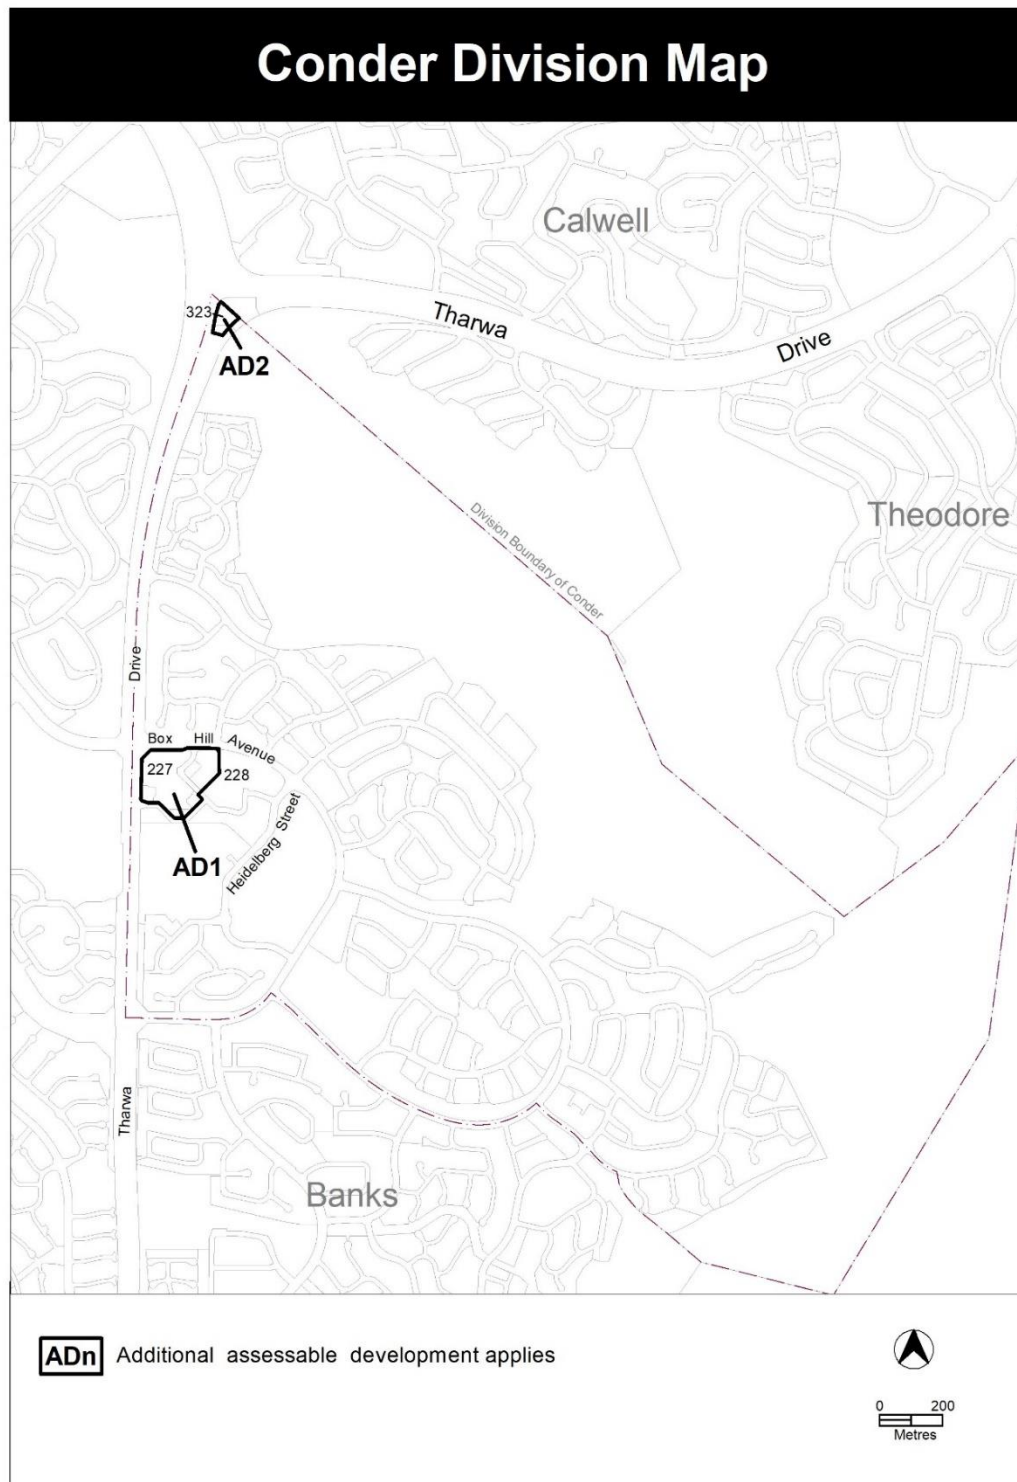 Conder Division Map
Calwell
Tharwa
Drive
323
AD2
Theodore
Division Boundary of Conder
Drive
Box Hill Avenue
227
228
Heidelberg Street
AD1
Tharwa
Banks
ADn Additional assessable development applies
0 200
Metres